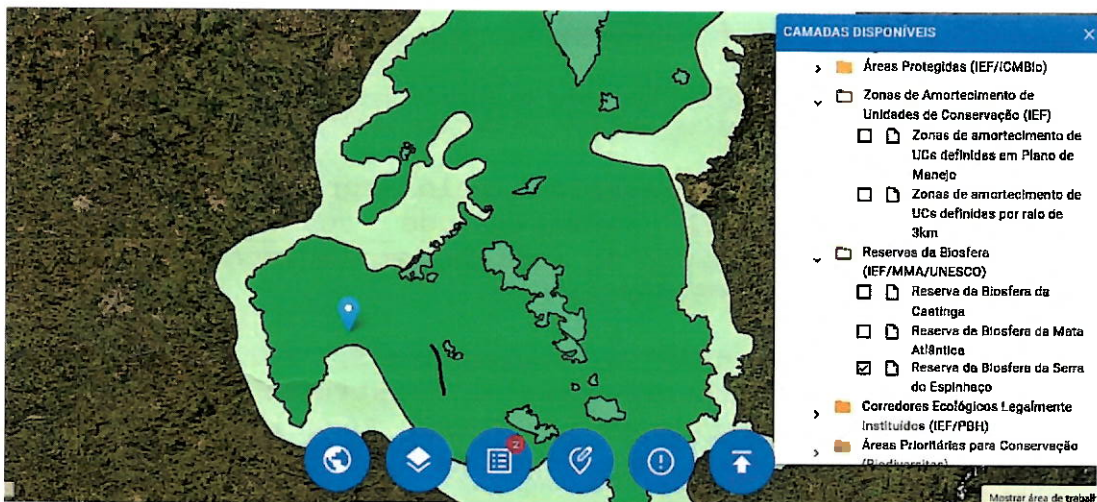 CAMADAS DISPONÍVEIS
Áreas Protegidas (IEF/ICMBio)
Zonas de Amortecimento de
Unidades de Conservação (IEF)
Zonas de amortecimento de
UCs definidas em Plano de
Manejo
Zonas de amortecimento de
UCs definidas por raio de
3km
Reservas da Biosfera
(IEF/MMA/UNESCO)
Reserva da Biosfera da
Caatinga
Reserva da Biosfera da Mata
Atlântica
Reserva da Biosfera da Serra
do Espinhaço
Corredores Ecológicos Legalmente
Instituídos (IEF/PBH)
Áreas Prioritárias para Conservação
(Biodiversitas)
2
Mostrar área de trabalh